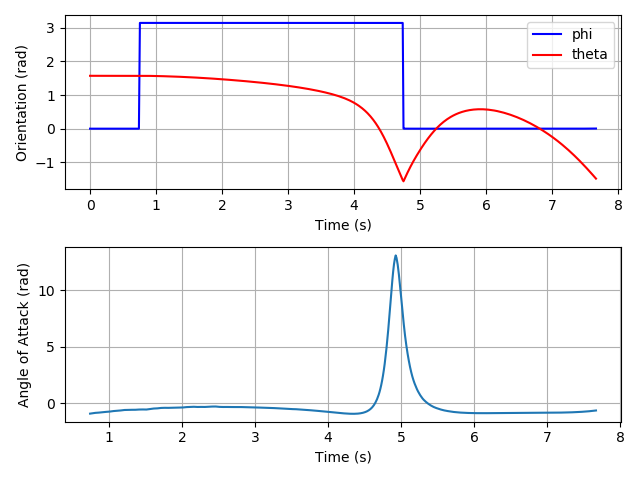 Orientation (rad)
3
2
1
0
−1
phi
theta
0 1 2 3 4 5 6 7 8
Time (s)
Angle of Attack (rad)
10
5
0
1 2 3 4 5 6 7 8
Time (s)